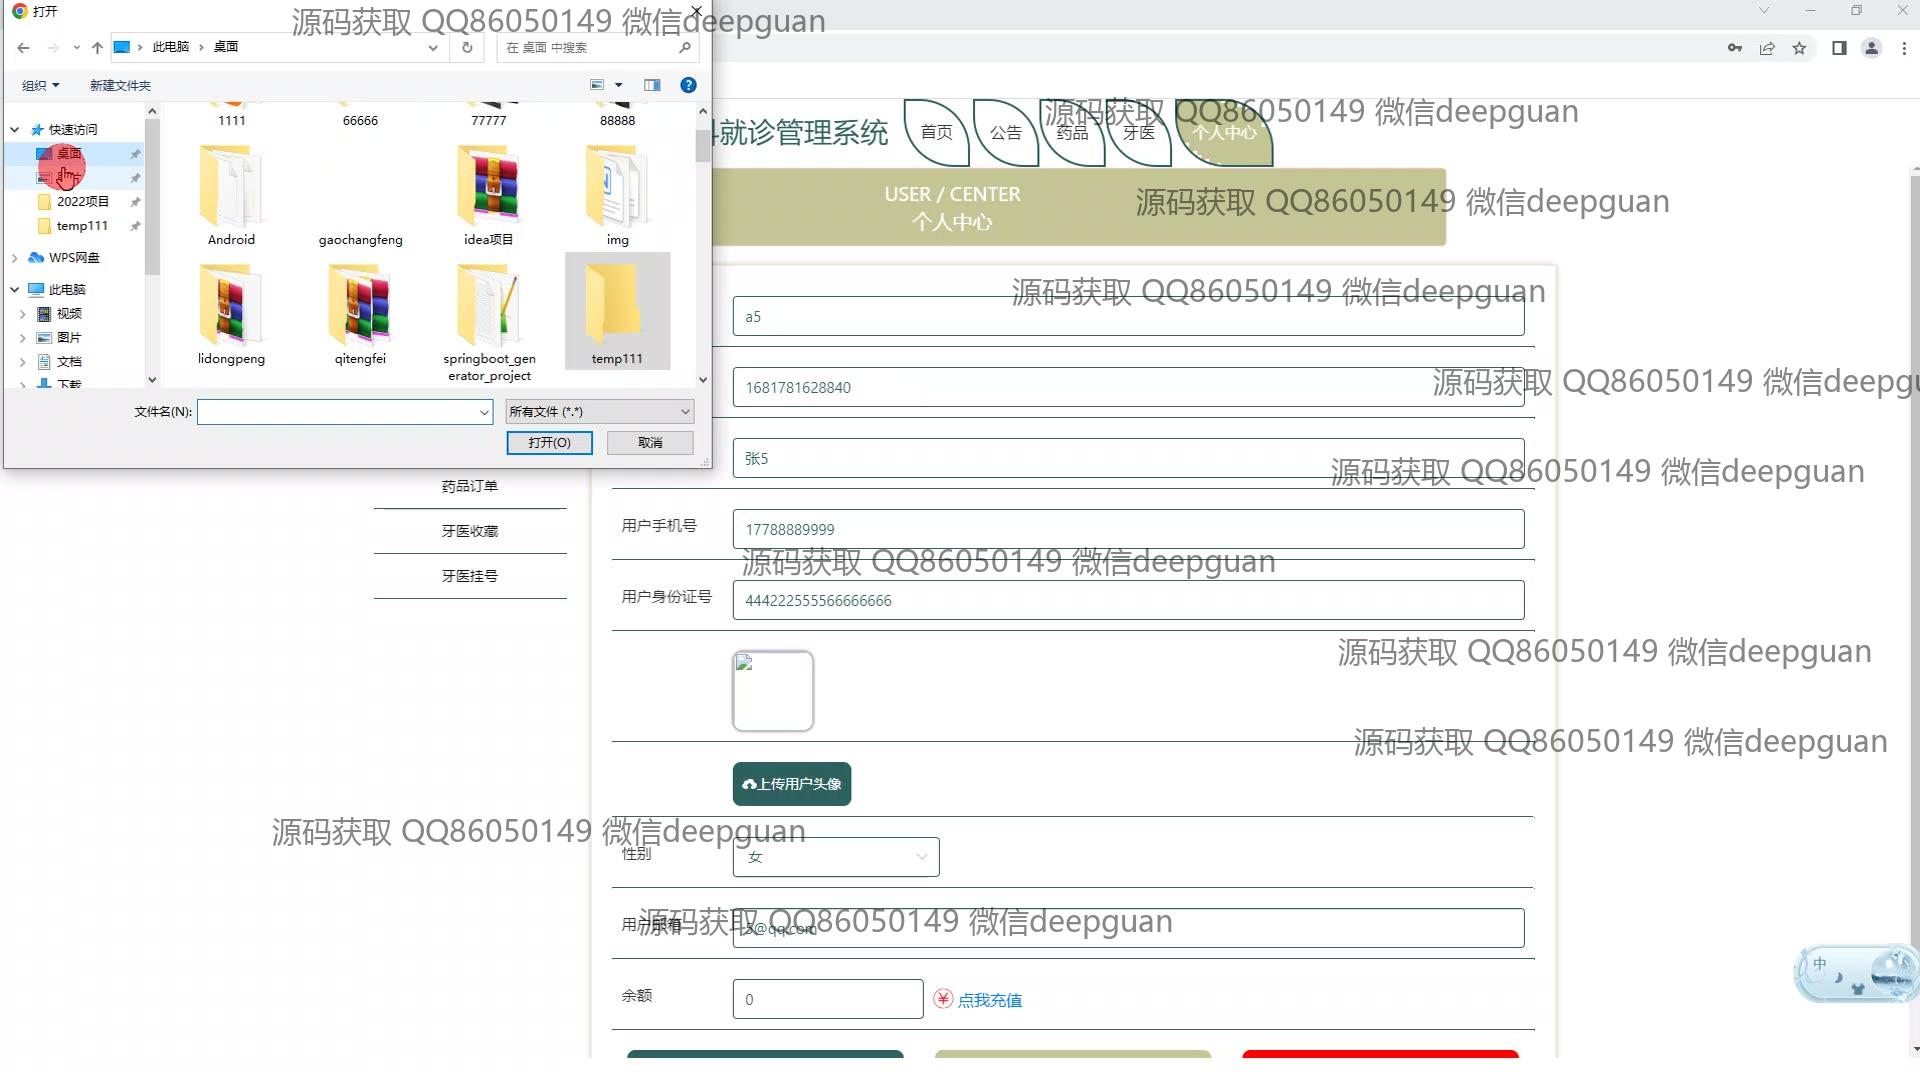 打开
源码获取 QQ86050149 微信deepguan
此电脑 桌面
在 桌面 中搜索
组织
新建文件夹
快速访问
桌面
2022项目
temp111
WPS网盘
此电脑
视频
图片
文档
下载
1111
66666
77777
88888
Android
gaochangfeng
idea项目
img
lidongpeng
qitengfei
springboot_gen
erator_project
temp111
文件名(N):
所有文件 (*.*)
打开(O)
取消
就诊管理系统
首页
公告
药品
牙医
个人中心
源码获取 QQ86050149 微信deepguan
USER / CENTER
个人中心
源码获取 QQ86050149 微信deepguan
源码获取 QQ86050149 微信deepguan
a5
源码获取 QQ86050149 微信deepgu
1681781628840
张5
源码获取 QQ86050149 微信deepguan
药品订单
牙医收藏
牙医挂号
用户手机号
17788889999
源码获取 QQ86050149 微信deepguan
用户身份证号
444222555566666666
源码获取 QQ86050149 微信deepguan
源码获取 QQ86050149 微信deepguan
上传用户头像
源码获取 QQ86050149 微信deepguan
性别
女
源码获取 QQ86050149 微信deepguan
用户邮箱
5@qq.com
余额
0
点我充值
中